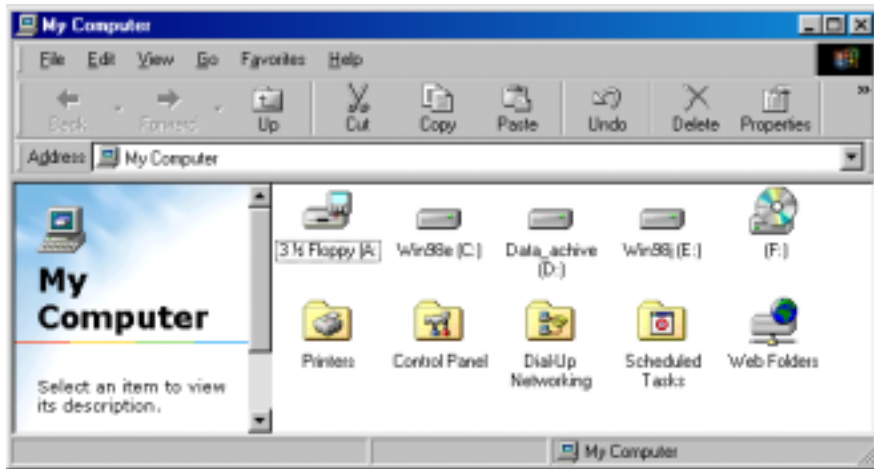 My Computer
File Edit View Go Favorites Help
Back Forward Up Cut Copy Paste Undo Delete Properties »
Address My Computer
My
Computer
Select an item to view
its description.
3½ Floppy (A: Win98e (C:) Data_achive Win98j (E:) (F:)
(D:)
Printers Control Panel Dial-Up Scheduled Web Folders
Networking Tasks
My Computer